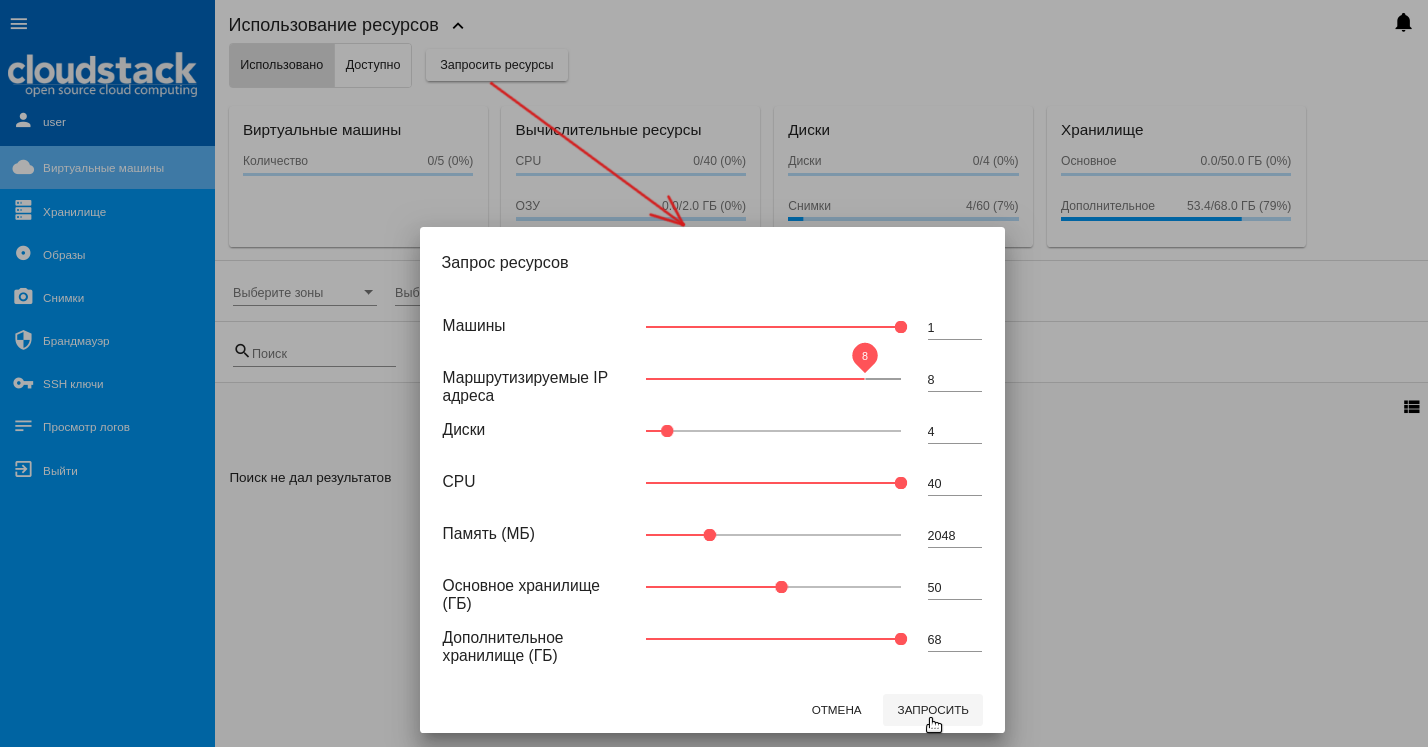 Использование ресурсов
cloudstack
open source cloud computing
Использовано
Доступно
Запросить ресурсы
user
Виртуальные машины
Хранилище
Образы
Снимки
Брандмауэр
SSH ключи
Просмотр логов
Выйти
Виртуальные машины
Количество 0/5 (0%)
Вычислительные ресурсы
CPU 0/40 (0%)
ОЗУ 0.0/2.0 ГБ (0%)
Диски
Диски 0/4 (0%)
Снимки 4/60 (7%)
Хранилище
Основное 0.0/50.0 ГБ (0%)
Дополнительное 53.4/68.0 ГБ (79%)
Выберите зоны
Выб
Поиск
Поиск не дал результатов
Запрос ресурсов
Машины 1
8
Маршрутизируемые IP 8
адреса
Диски 4
CPU 40
Память (МБ) 2048
Основное хранилище 50
(ГБ)
Дополнительное 68
хранилище (ГБ)
ОТМЕНА
ЗАПРОСИТЬ